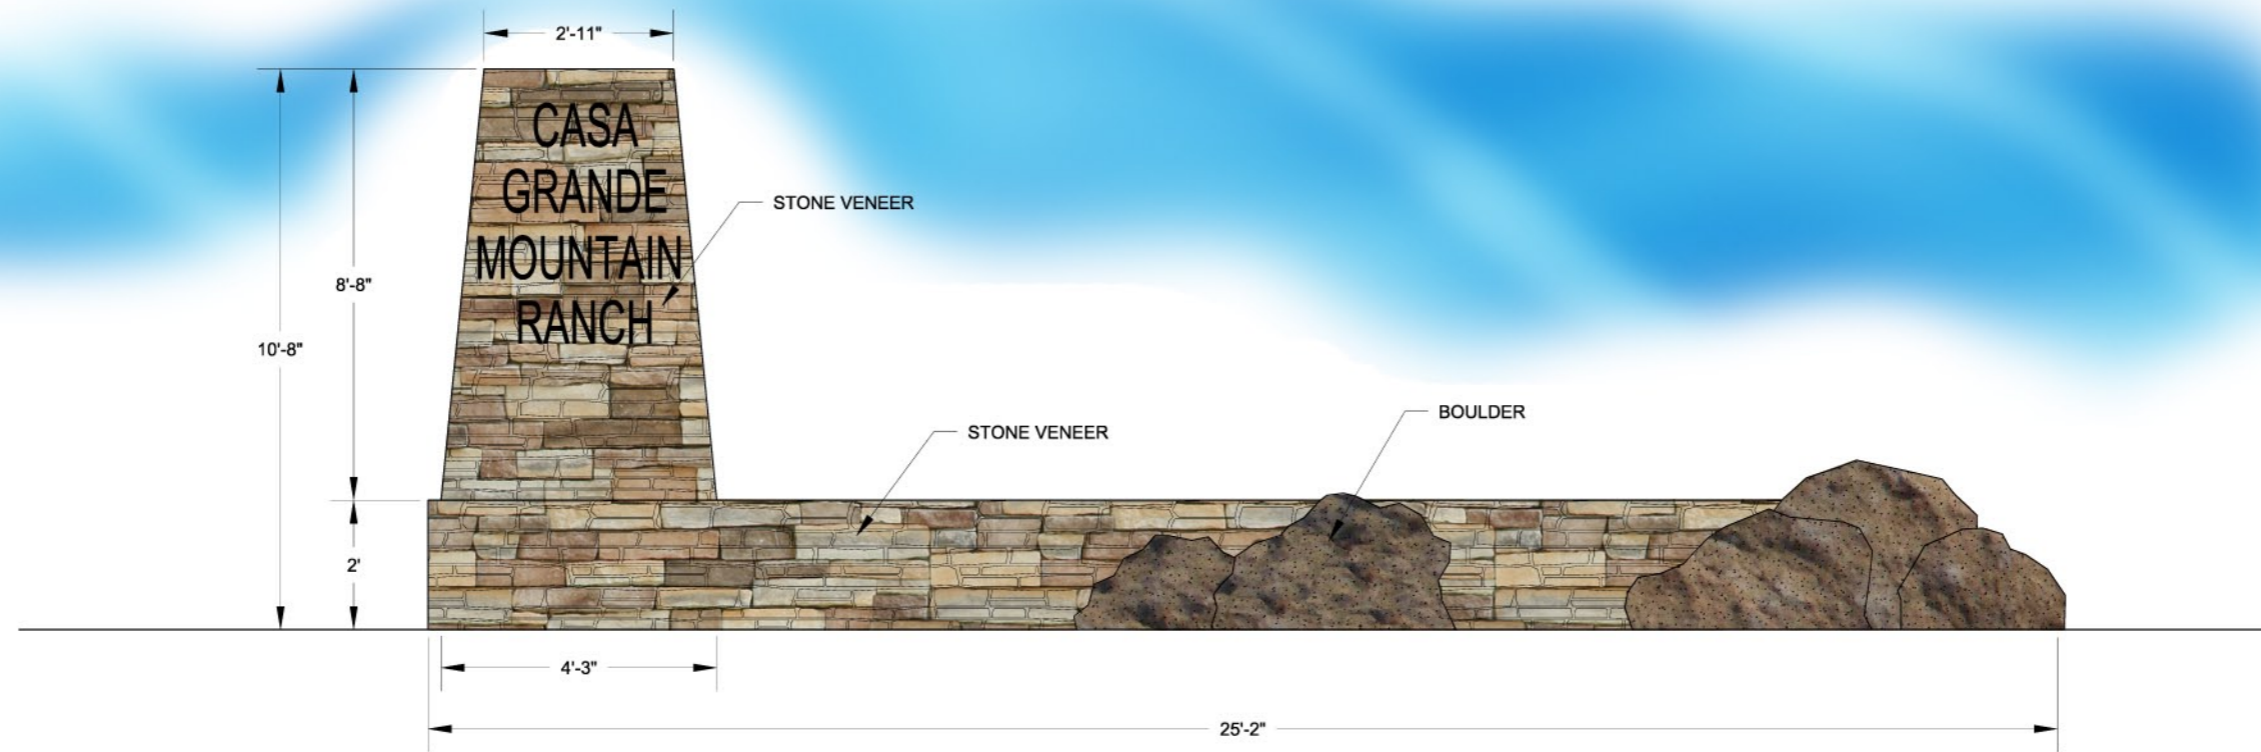 2'-11"
CASA
GRANDE
MOUNTAIN
RANCH
STONE VENEER
8'-8"
10'-8"
STONE VENEER
BOULDER
2'
4'-3"
25'-2"